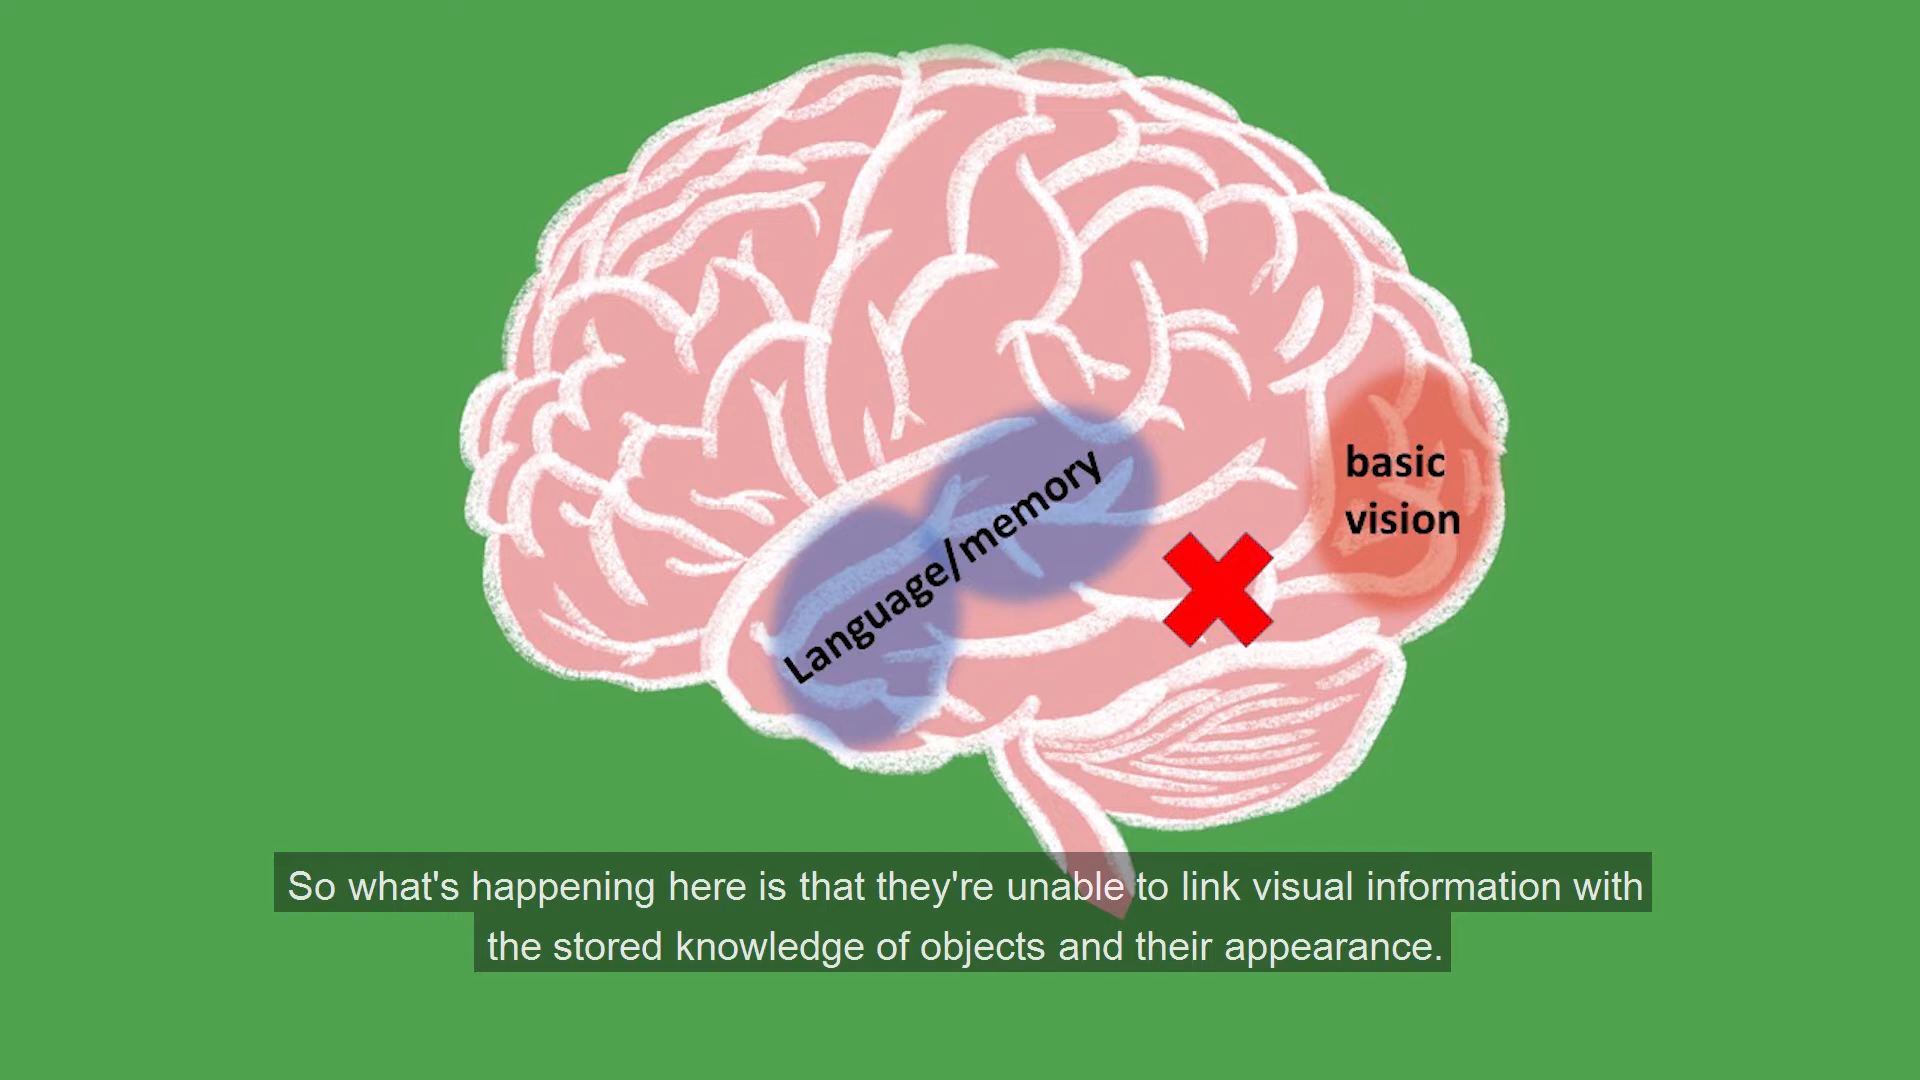 basic
vision
Language/memory
So what's happening here is that they're unable to link visual information with
the stored knowledge of objects and their appearance.